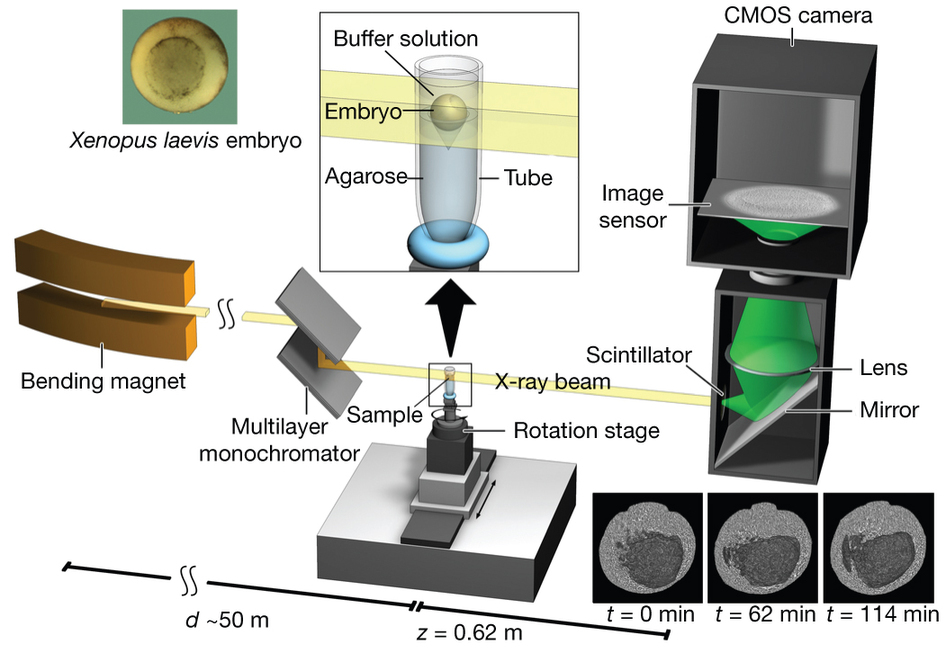 CMOS camera
Buffer solution
Embryo
Xenopus laevis embryo
Agarose
Tube
Image
sensor
Bending magnet
Scintillator
Lens
X-ray beam
Sample
Mirror
Multilayer
monochromator
Rotation stage
t = 0 min
t = 62 min
t = 114 min
d ~50 m
z = 0.62 m